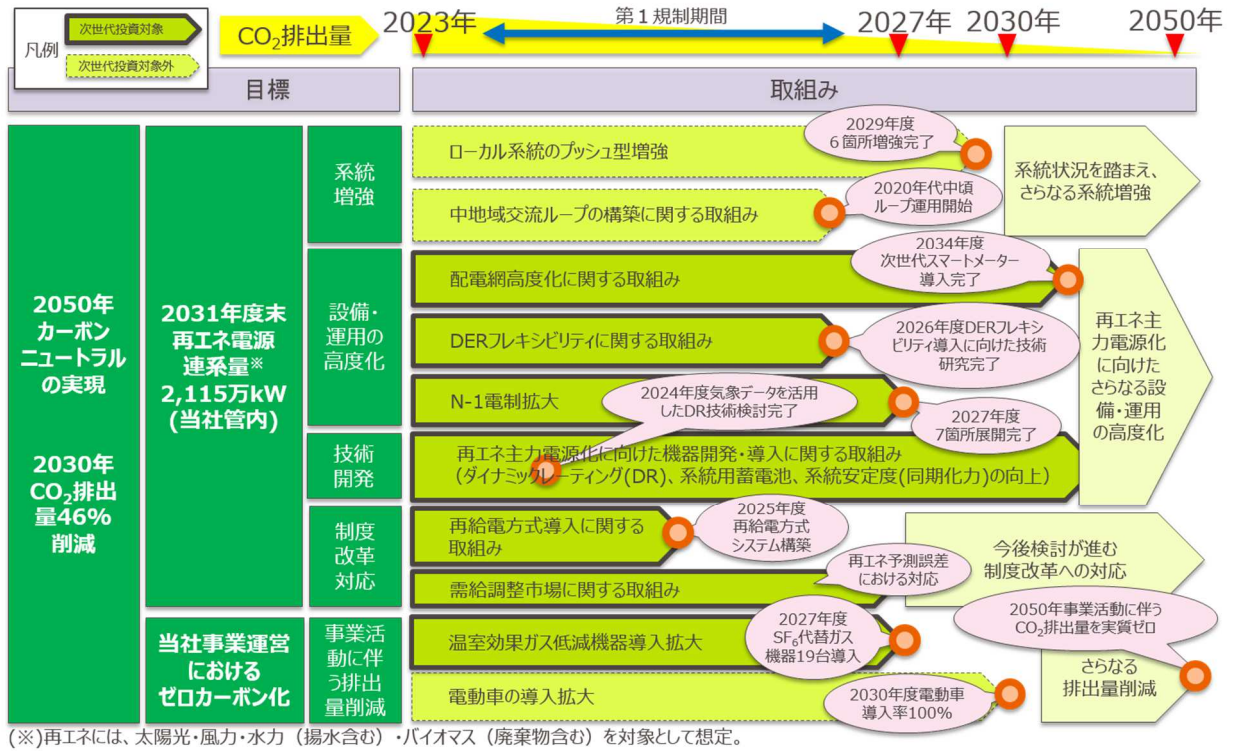 凡例
次世代投資対象
次世代投資対象外
CO2排出量
2023年
第1規制期間
2027年
2030年
2050年
目標
取組み
2050年
カーボン
ニュートラル
の実現
2030年
CO2排出
量46%
削減
2031年度末
再エネ電源
連系量※
2,115万kW
(当社管内)
系統
増強
ローカル系統のプッシュ型増強
2029年度
6箇所増強完了
中地域交流ループの構築に関する取組み
2020年代中頃
ループ運用開始
系統状況を踏まえ、
さらなる系統増強
設備・
運用の
高度化
配電網高度化に関する取組み
2034年度
次世代スマートメーター
導入完了
DERフレキシビリティに関する取組み
2026年度DERフレキシ
ビリティ導入に向けた技術
研究完了
N-1電制拡大
2024年度気象データを活用
したDR技術検討完了
2027年度
7箇所展開完了
再エネ主
力電源化
に向けた
さらなる設
備・運用
の高度化
技術
開発
再エネ主力電源化に向けた機器開発・導入に関する取組み
(ダイナミックレーティング(DR)、系統用蓄電池、系統安定度(同期化力)の向上)
制度
改革
対応
再給電方式導入に関する
取組み
2025年度
再給電方式
システム構築
需給調整市場に関する取組み
再エネ予測誤差
における対応
今後検討が進む
制度改革への対応
当社事業運営
における
ゼロカーボン化
事業活
動に伴
う排出
量削減
温室効果ガス低減機器導入拡大
2027年度
SF6代替ガス
機器19台導入
2050年事業活動に伴う
CO2排出量を実質ゼロ
電動車の導入拡大
2030年度電動車
導入率100%
さらなる
排出量削減
(※)再エネには、太陽光・風力・水力（揚水含む）・バイオマス（廃棄物含む）を対象として想定。